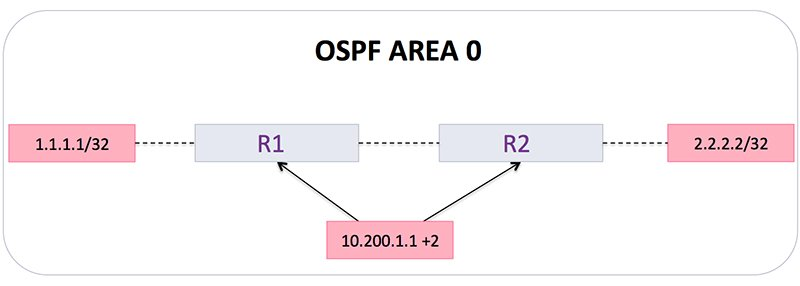 OSPF AREA 0
1.1.1.1/32
R1
R2
2.2.2.2/32
10.200.1.1 +2